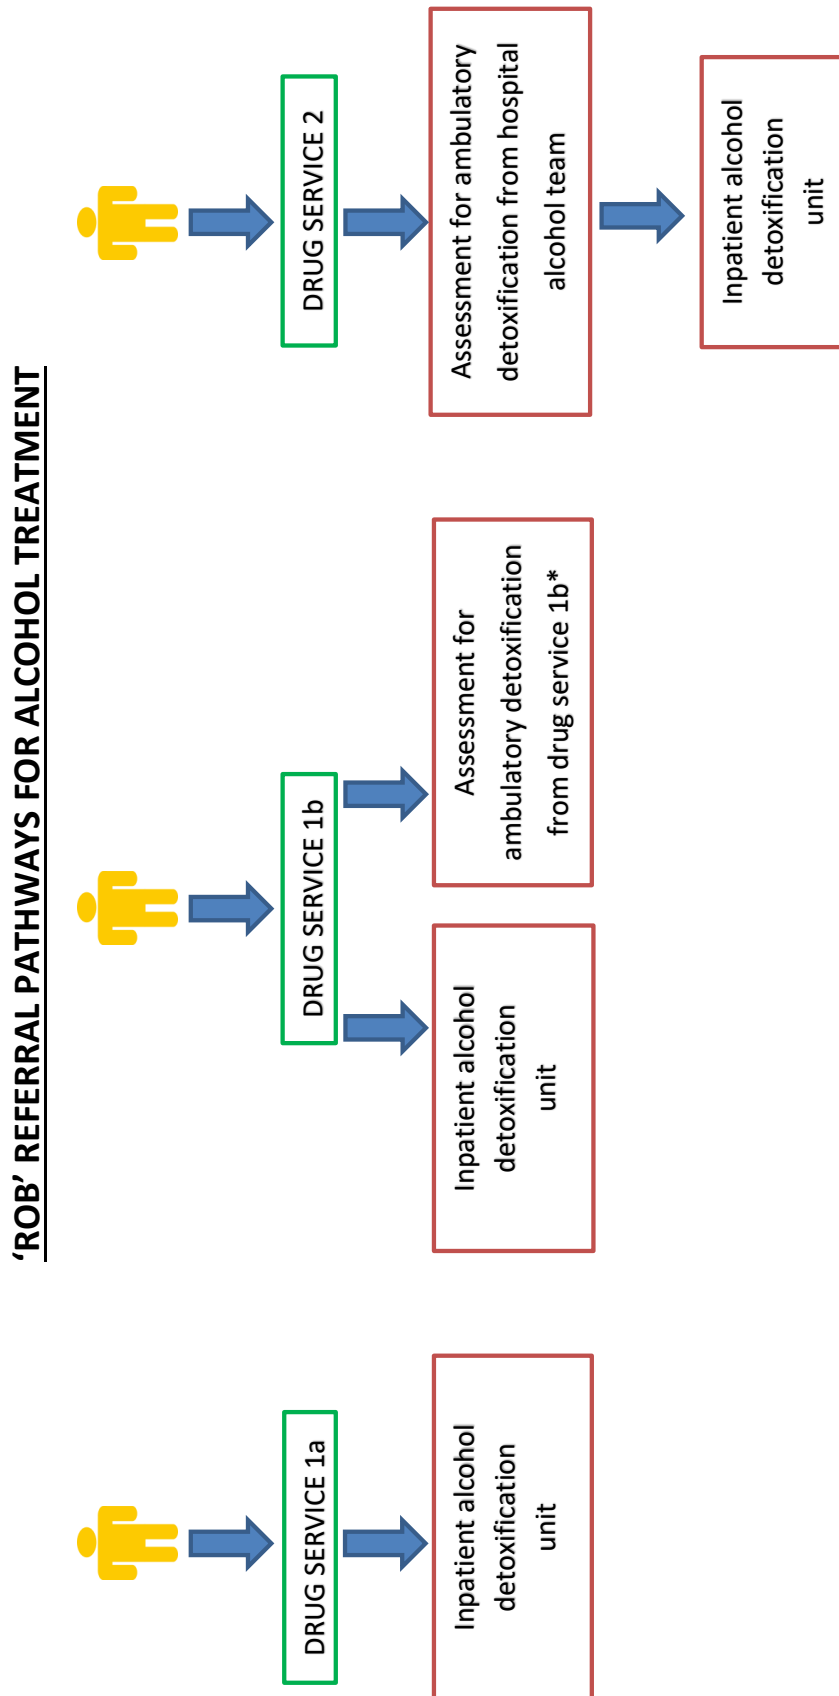 ‘ROB’ REFERRAL PATHWAYS FOR ALCOHOL TREATMENT
DRUG SERVICE 1a
Inpatient alcohol
detoxification
unit
DRUG SERVICE 1b
Inpatient alcohol
detoxification
unit
Assessment for
ambulatory detoxification
from drug service 1b*
DRUG SERVICE 2
Assessment for ambulatory
detoxification from hospital
alcohol team
Inpatient alcohol
detoxification
unit